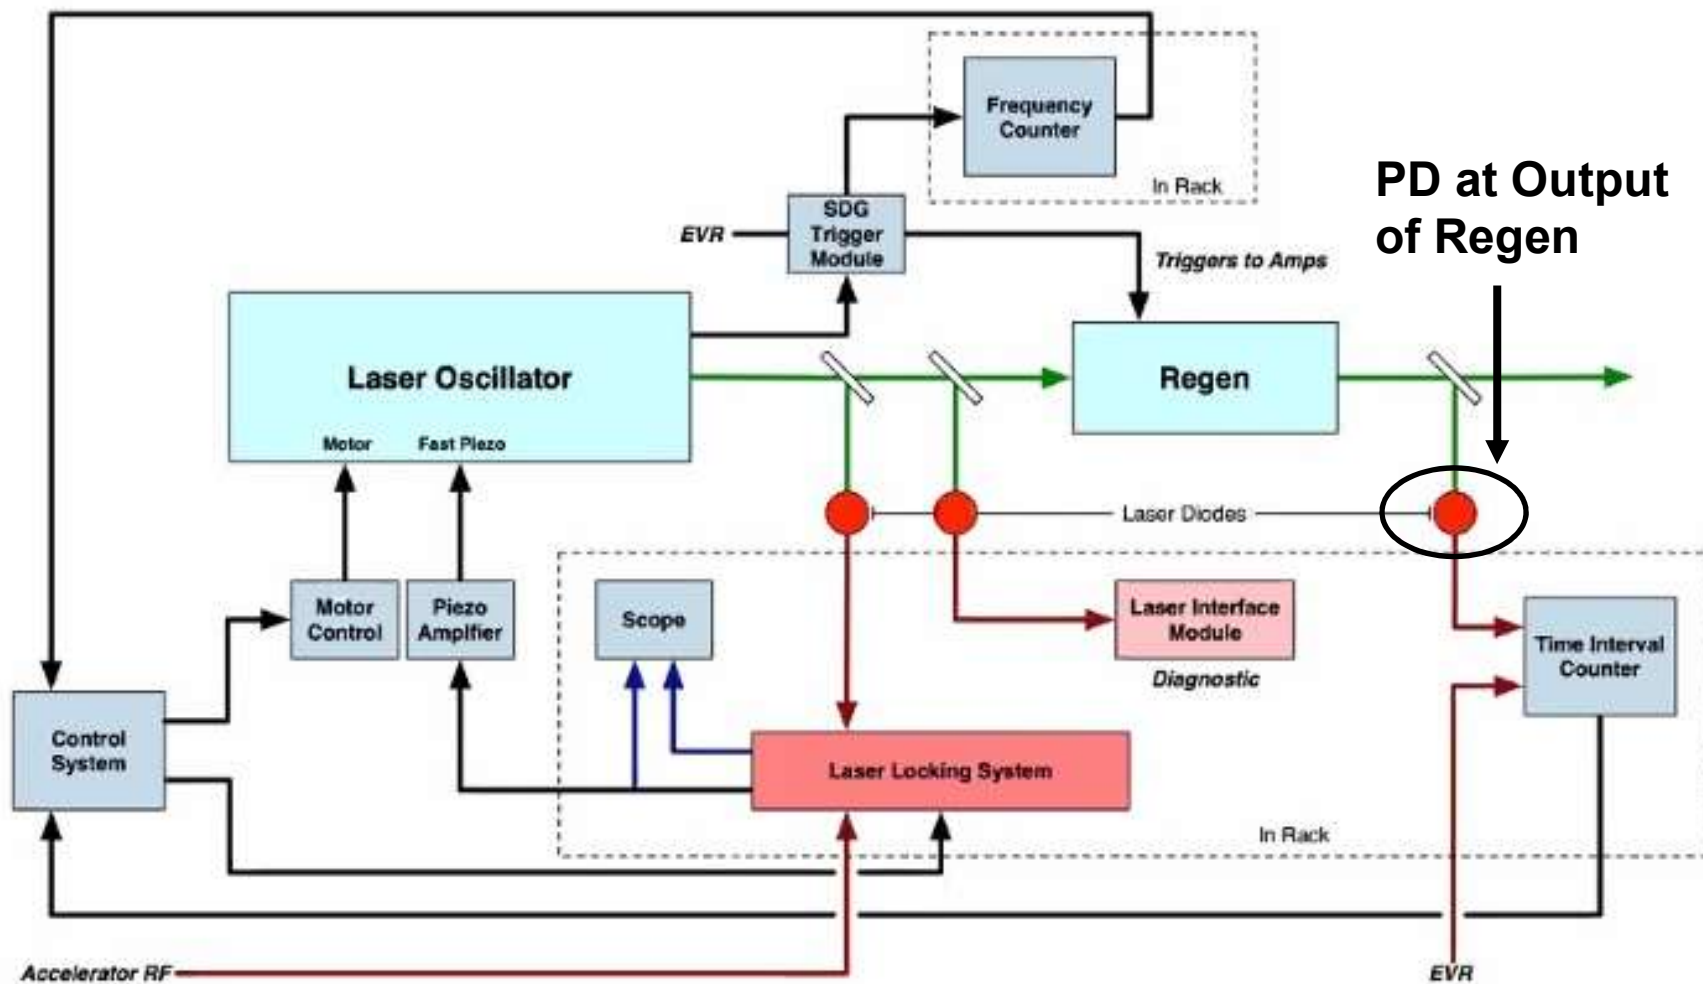 Frequency
Counter
In Rack
PD at Output
of Regen
SDG
Trigger
Module
EVR
Triggers to Amps
Laser Oscillator
Regen
Motor
Fast Piezo
Laser Diodes
Motor
Control
Piezo
Amplfier
Scope
Laser Interface
Module
Diagnostic
Time Interval
Counter
Control
System
Laser Locking System
In Rack
Accelerator RF
EVR